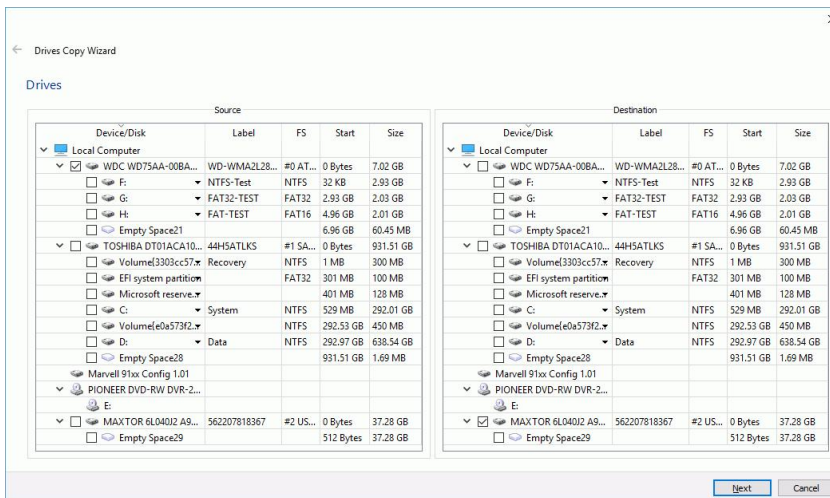 Drives Copy Wizard
Drives
Source
Device/Disk Label FS Start Size
Local Computer
WDC WD75AA-00BA... WD-WMA2L28... #0 AT... 0 Bytes 7.02 GB
F: NTFS-Test NTFS 32 KB 2.93 GB
G: FAT32-TEST FAT32 2.93 GB 2.03 GB
H: FAT-TEST FAT16 4.96 GB 2.01 GB
Empty Space21 6.96 GB 60.45 MB
TOSHIBA DT01ACA10... 44H5ATLKS #1 SA... 0 Bytes 931.51 GB
Volume{3303cc57... Recovery NTFS 1 MB 300 MB
EFI system partition FAT32 301 MB 100 MB
Microsoft reserve... 401 MB 128 MB
C: System NTFS 529 MB 292.01 GB
Volume{e0a573f2... NTFS 292.53 GB 450 MB
D: Data NTFS 292.97 GB 638.54 GB
Empty Space28 931.51 GB 1.69 MB
Marvell 91xx Config 1.01
PIONEER DVD-RW DVR-2...
E:
MAXTOR 6L040J2 A9... 562207818367 #2 US... 0 Bytes 37.28 GB
Empty Space29 512 Bytes 37.28 GB
Destination
Device/Disk Label FS Start Size
Local Computer
WDC WD75AA-00BA... WD-WMA2L28... #0 AT... 0 Bytes 7.02 GB
F: NTFS-Test NTFS 32 KB 2.93 GB
G: FAT32-TEST FAT32 2.93 GB 2.03 GB
H: FAT-TEST FAT16 4.96 GB 2.01 GB
Empty Space21 6.96 GB 60.45 MB
TOSHIBA DT01ACA10... 44H5ATLKS #1 SA... 0 Bytes 931.51 GB
Volume{3303cc57... Recovery NTFS 1 MB 300 MB
EFI system partition FAT32 301 MB 100 MB
Microsoft reserve... 401 MB 128 MB
C: System NTFS 529 MB 292.01 GB
Volume{e0a573f2... NTFS 292.53 GB 450 MB
D: Data NTFS 292.97 GB 638.54 GB
Empty Space28 931.51 GB 1.69 MB
Marvell 91xx Config 1.01
PIONEER DVD-RW DVR-2...
E:
MAXTOR 6L040J2 A9... 562207818367 #2 US... 0 Bytes 37.28 GB
Empty Space29 512 Bytes 37.28 GB
Next Cancel